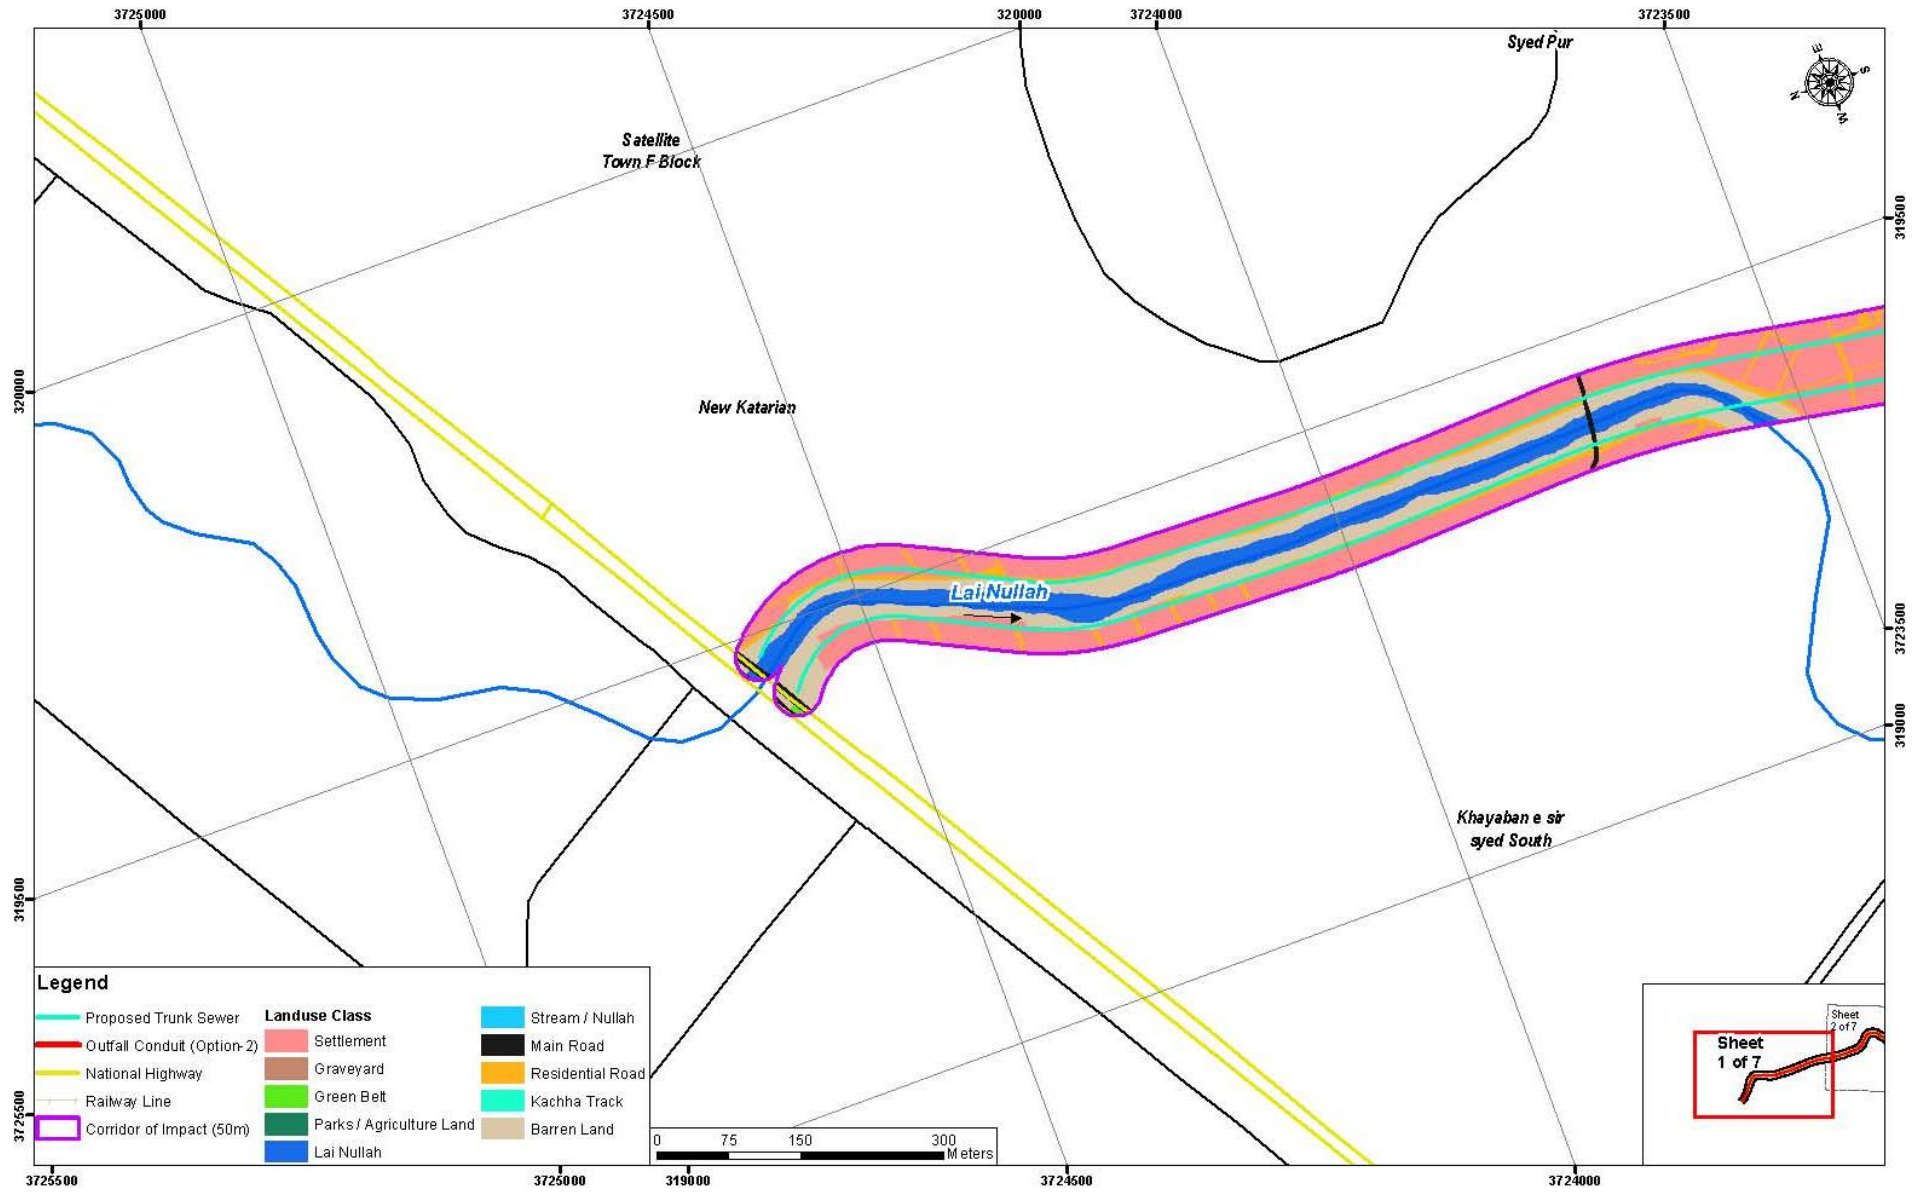 3725000
3724500
320000
3724000
3723500
Syed Pur
E
S
N
W
Satellite
Town F Block
319500
320000
New Katarian
Lai Nullah
3723500
319000
Khayaban e sir
syed South
319500
Legend
Proposed Trunk Sewer
Outfall Conduit (Option-2)
National Highway
Railway Line
Corridor of Impact (50m)
Landuse Class
Settlement
Graveyard
Green Belt
Parks / Agriculture Land
Lai Nullah
Stream / Nullah
Main Road
Residential Road
Kachha Track
Barren Land
0 75 150 300
Meters
Sheet
2 of 7
Sheet
1 of 7
3725500
3725500
3725000
319000
3724500
3724000